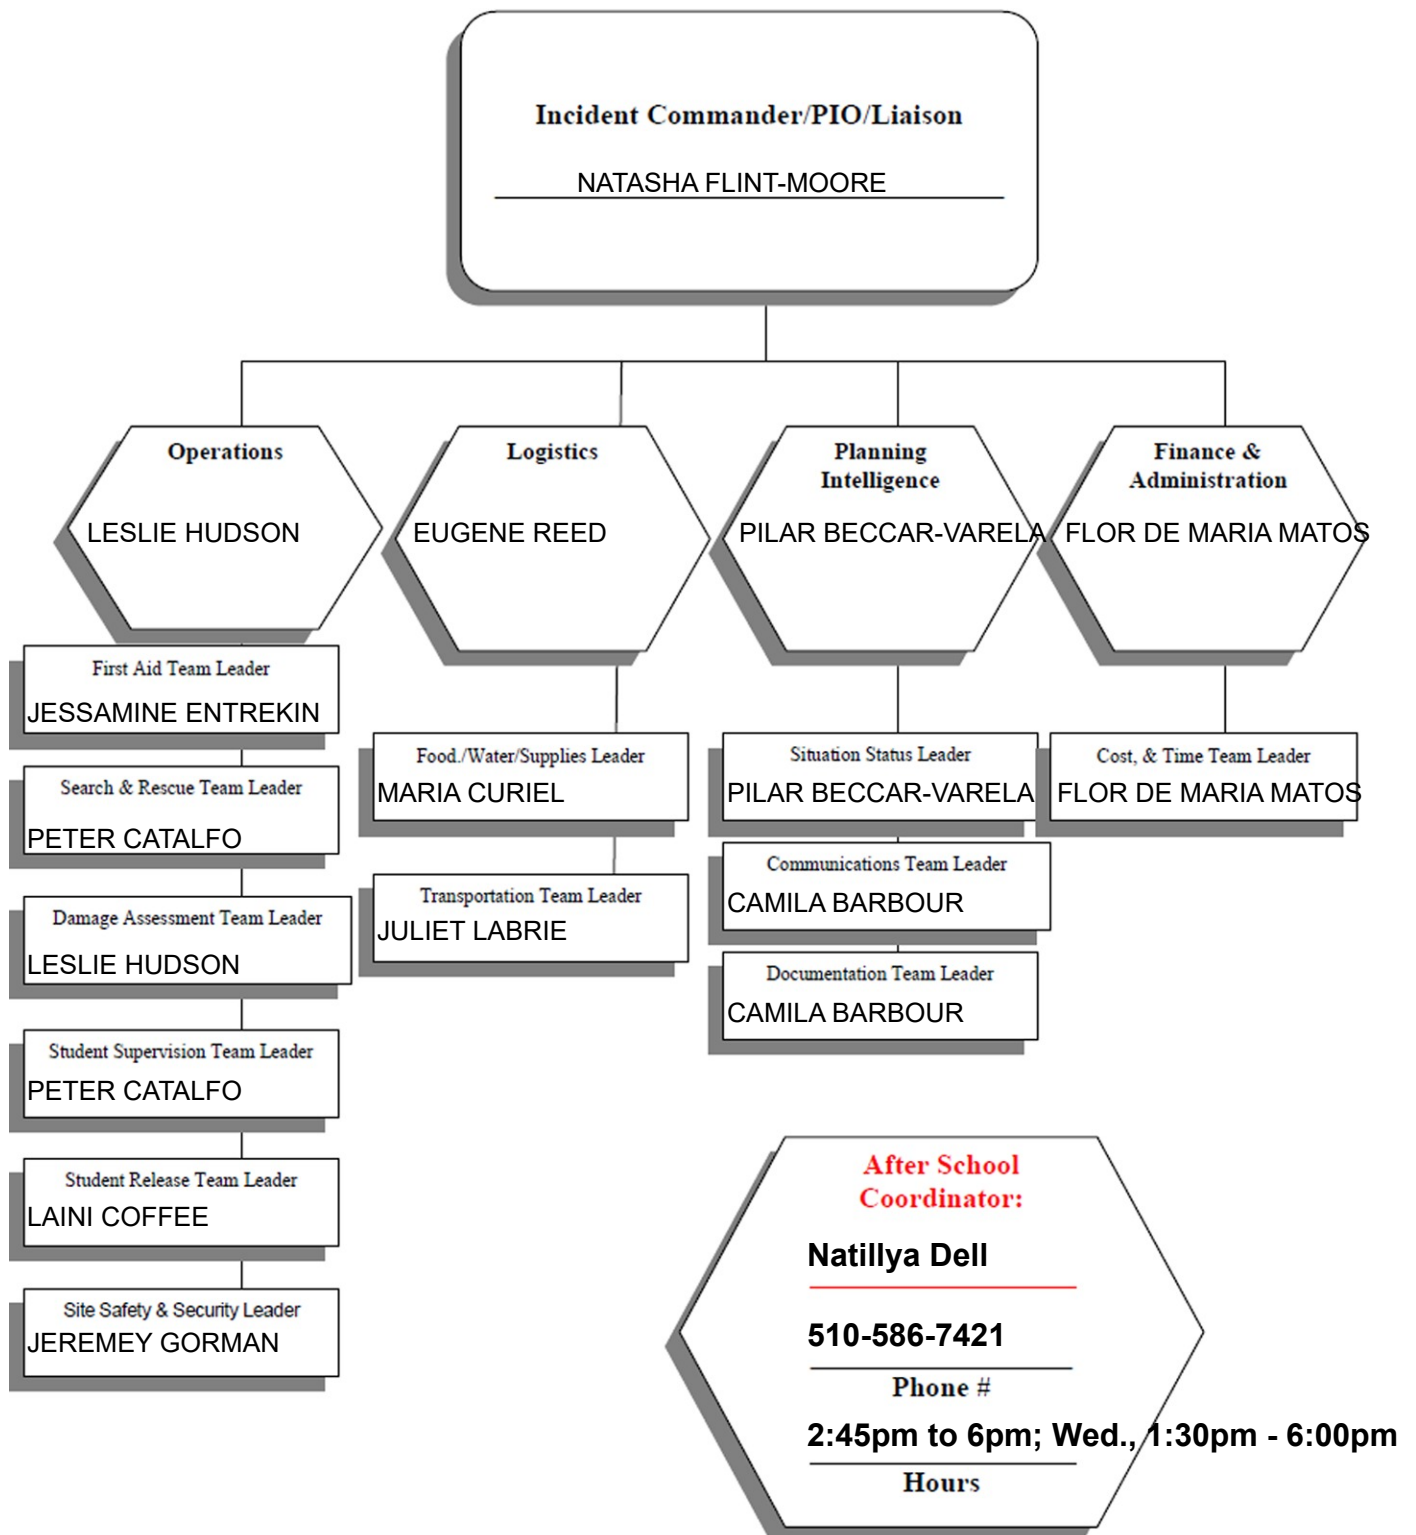 Incident Commander/PIO/Liaison
NATASHA FLINT-MOORE
Operations
LESLIE HUDSON
First Aid Team Leader
JESSAMINE ENTREKIN
Search & Rescue Team Leader
PETER CATALFO
Damage Assessment Team Leader
LESLIE HUDSON
Student Supervision Team Leader
PETER CATALFO
Student Release Team Leader
LAINI COFFEE
Site Safety & Security Leader
JEREMEY GORMAN
Logistics
EUGENE REED
Food./Water/Supplies Leader
MARIA CURIEL
Transportation Team Leader
JULIET LABRIE
Planning
Intelligence
PILAR BECCAR-VARELA
Situation Status Leader
PILAR BECCAR-VARELA
Communications Team Leader
CAMILA BARBOUR
Documentation Team Leader
CAMILA BARBOUR
Finance &
Administration
FLOR DE MARIA MATOS
Cost, & Time Team Leader
FLOR DE MARIA MATOS
After School
Coordinator:
Natillya Dell
510-586-7421
Phone #
2:45pm to 6pm; Wed., 1:30pm - 6:00pm
Hours